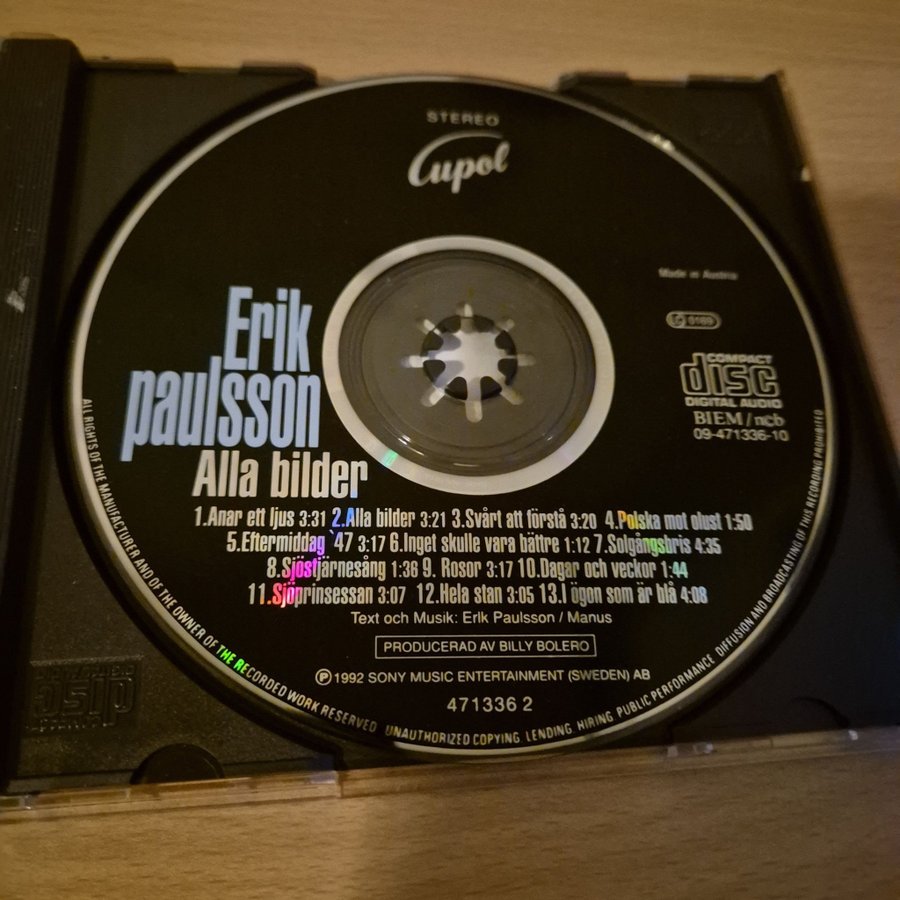 STEREO
Cupol
Made in Austria
Erik
paulsson
Alla bilder
COMPACT
disc
DIGITAL AUDIO
BIEM/ncb
09-471336-10
1.Anar ett ljus 3:31 2.Alla bilder 3:21 3.Svårt att förstå 3:20 4.Polska mot olust 1:50
5.Eftermiddag `47 3:17 6.Inget skulle vara bättre 1:12 7.Solgångsbris 4:35
8.Sjöstjärnesång 1:36 9. Rosor 3:17 10.Dagar och veckor 1:44
11.Sjöprinsessan 3:07 12.Hela stan 3:05 13.I ögon som är blå 4:08
Text och Musik: Erik Paulsson / Manus
PRODUCERAD AV BILLY BOLERO
Ⓟ 1992 SONY MUSIC ENTERTAINMENT (SWEDEN) AB
471336 2
ALL RIGHTS OF THE MANUFACTURER AND OF THE OWNER OF THE RECORDED WORK RESERVED UNAUTHORIZED COPYING, LENDING, HIRING, PUBLIC PERFORMANCE, DIFFUSION AND BROADCASTING OF THIS RECORDING PROHIBITED